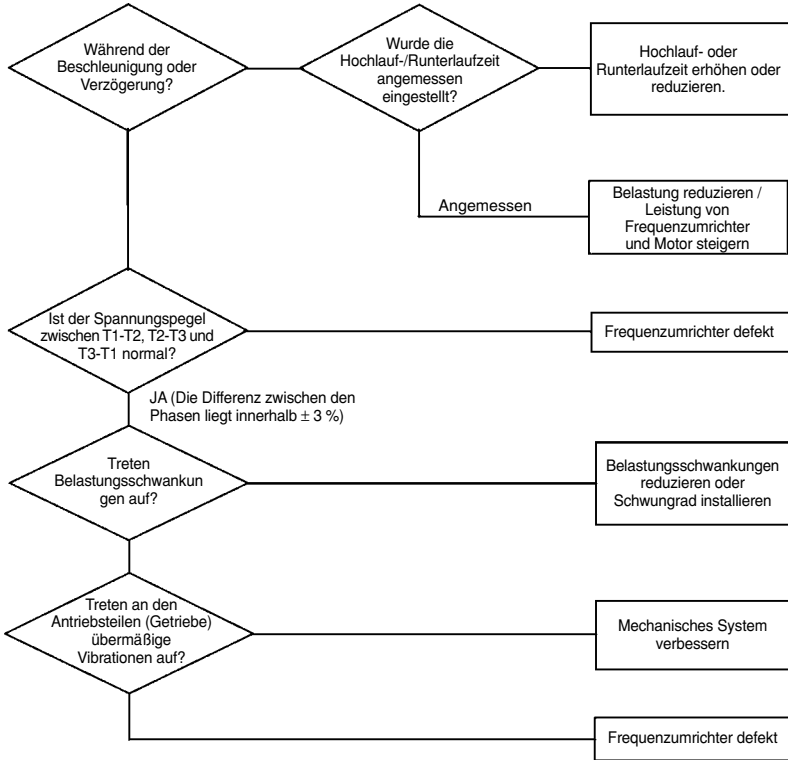 Während der
Beschleunigung oder
Verzögerung?
Wurde die
Hochlauf-/Runterlaufzeit
angemessen
eingestellt?
Hochlauf- oder
Runterlaufzeit erhöhen oder
reduzieren.
Angemessen
Belastung reduzieren /
Leistung von
Frequenzumrichter
und Motor steigern
Ist der Spannungspegel
zwischen T1-T2, T2-T3 und
T3-T1 normal?
Frequenzumrichter defekt
JA (Die Differenz zwischen den
Phasen liegt innerhalb ± 3 %)
Treten
Belastungsschwankun
gen auf?
Belastungsschwankungen
reduzieren oder
Schwungrad installieren
Treten an den
Antriebsteilen (Getriebe)
übermäßige
Vibrationen auf?
Mechanisches System
verbessern
Frequenzumrichter defekt